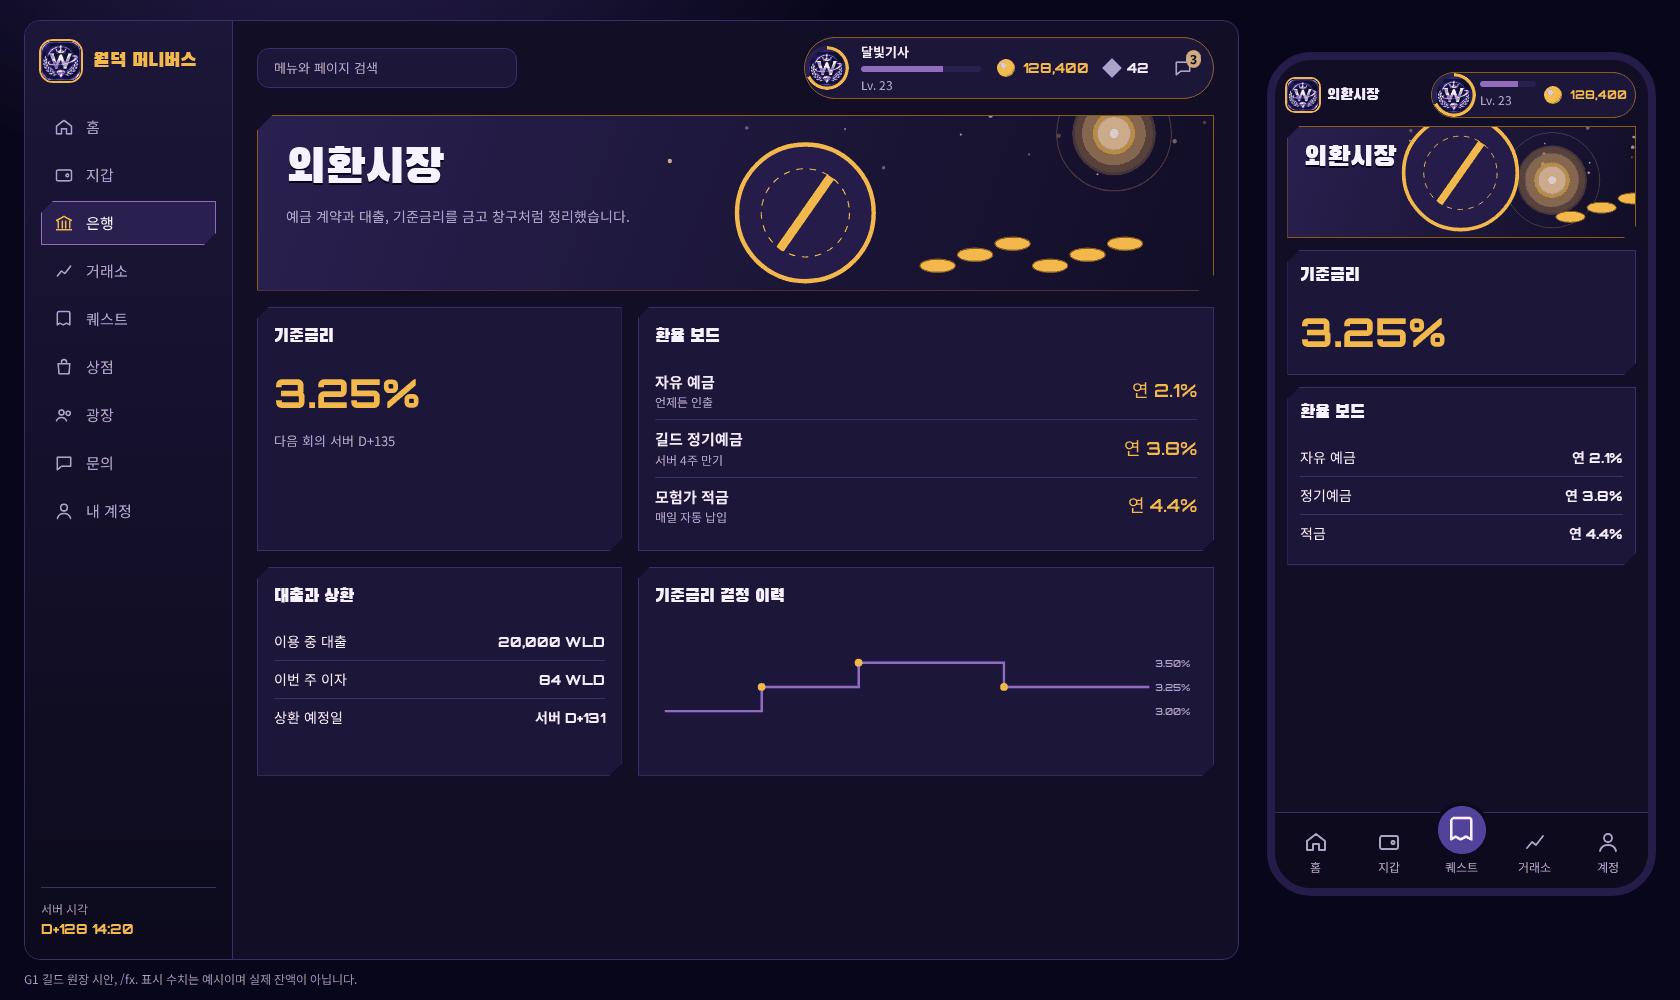 월덕 머니버스
홈
지갑
은행
거래소
퀘스트
상점
광장
문의
내 계정
서버 시각
D+128 14:20
메뉴와 페이지 검색
W
달빛기사
Lv. 23
128,400
42
3
외환시장
예금 계약과 대출, 기준금리를 금고 창구처럼 정리했습니다.
기준금리
3.25%
다음 회의 서버 D+135
환율 보드
자유 예금
언제든 인출
연 2.1%
길드 정기예금
서버 4주 만기
연 3.8%
모험가 적금
매일 자동 납입
연 4.4%
대출과 상환
이용 중 대출 20,000 WLD
이번 주 이자 84 WLD
상환 예정일 서버 D+131
기준금리 결정 이력
3.50%
3.25%
3.00%
W
외환시장
W
Lv. 23
128,400
외환시장
기준금리
3.25%
환율 보드
자유 예금 연 2.1%
정기예금 연 3.8%
적금 연 4.4%
홈
지갑
퀘스트
거래소
계정
G1 길드 원장 시안, /fx. 표시 수치는 예시이며 실제 잔액이 아닙니다.